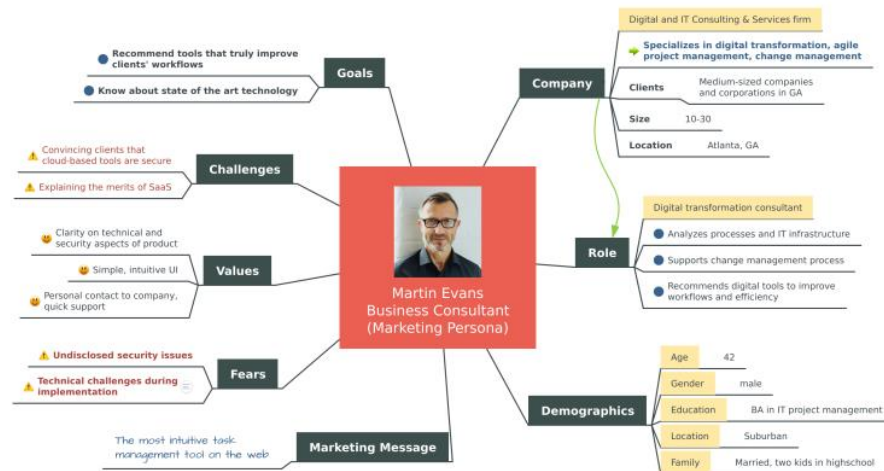 Goals
Recommend tools that truly improve
clients' workflows
Know about state of the art technology
Challenges
Convincing clients that
cloud-based tools are secure
Explaining the merits of SaaS
Values
Clarity on technical and
security aspects of product
Simple, intuitive UI
Personal contact to company,
quick support
Fears
Undisclosed security issues
Technical challenges during
implementation
Marketing Message
The most intuitive task
management tool on the web
Martin Evans
Business Consultant
(Marketing Persona)
Company
Digital and IT Consulting & Services firm
Specializes in digital transformation, agile
project management, change management
Clients
Medium-sized companies
and corporations in GA
Size 10-30
Location Atlanta, GA
Role
Digital transformation consultant
Analyzes processes and IT infrastructure
Supports change management process
Recommends digital tools to improve
workflows and efficiency
Demographics
Age 42
Gender male
Education BA in IT project management
Location Suburban
Family Married, two kids in highschool